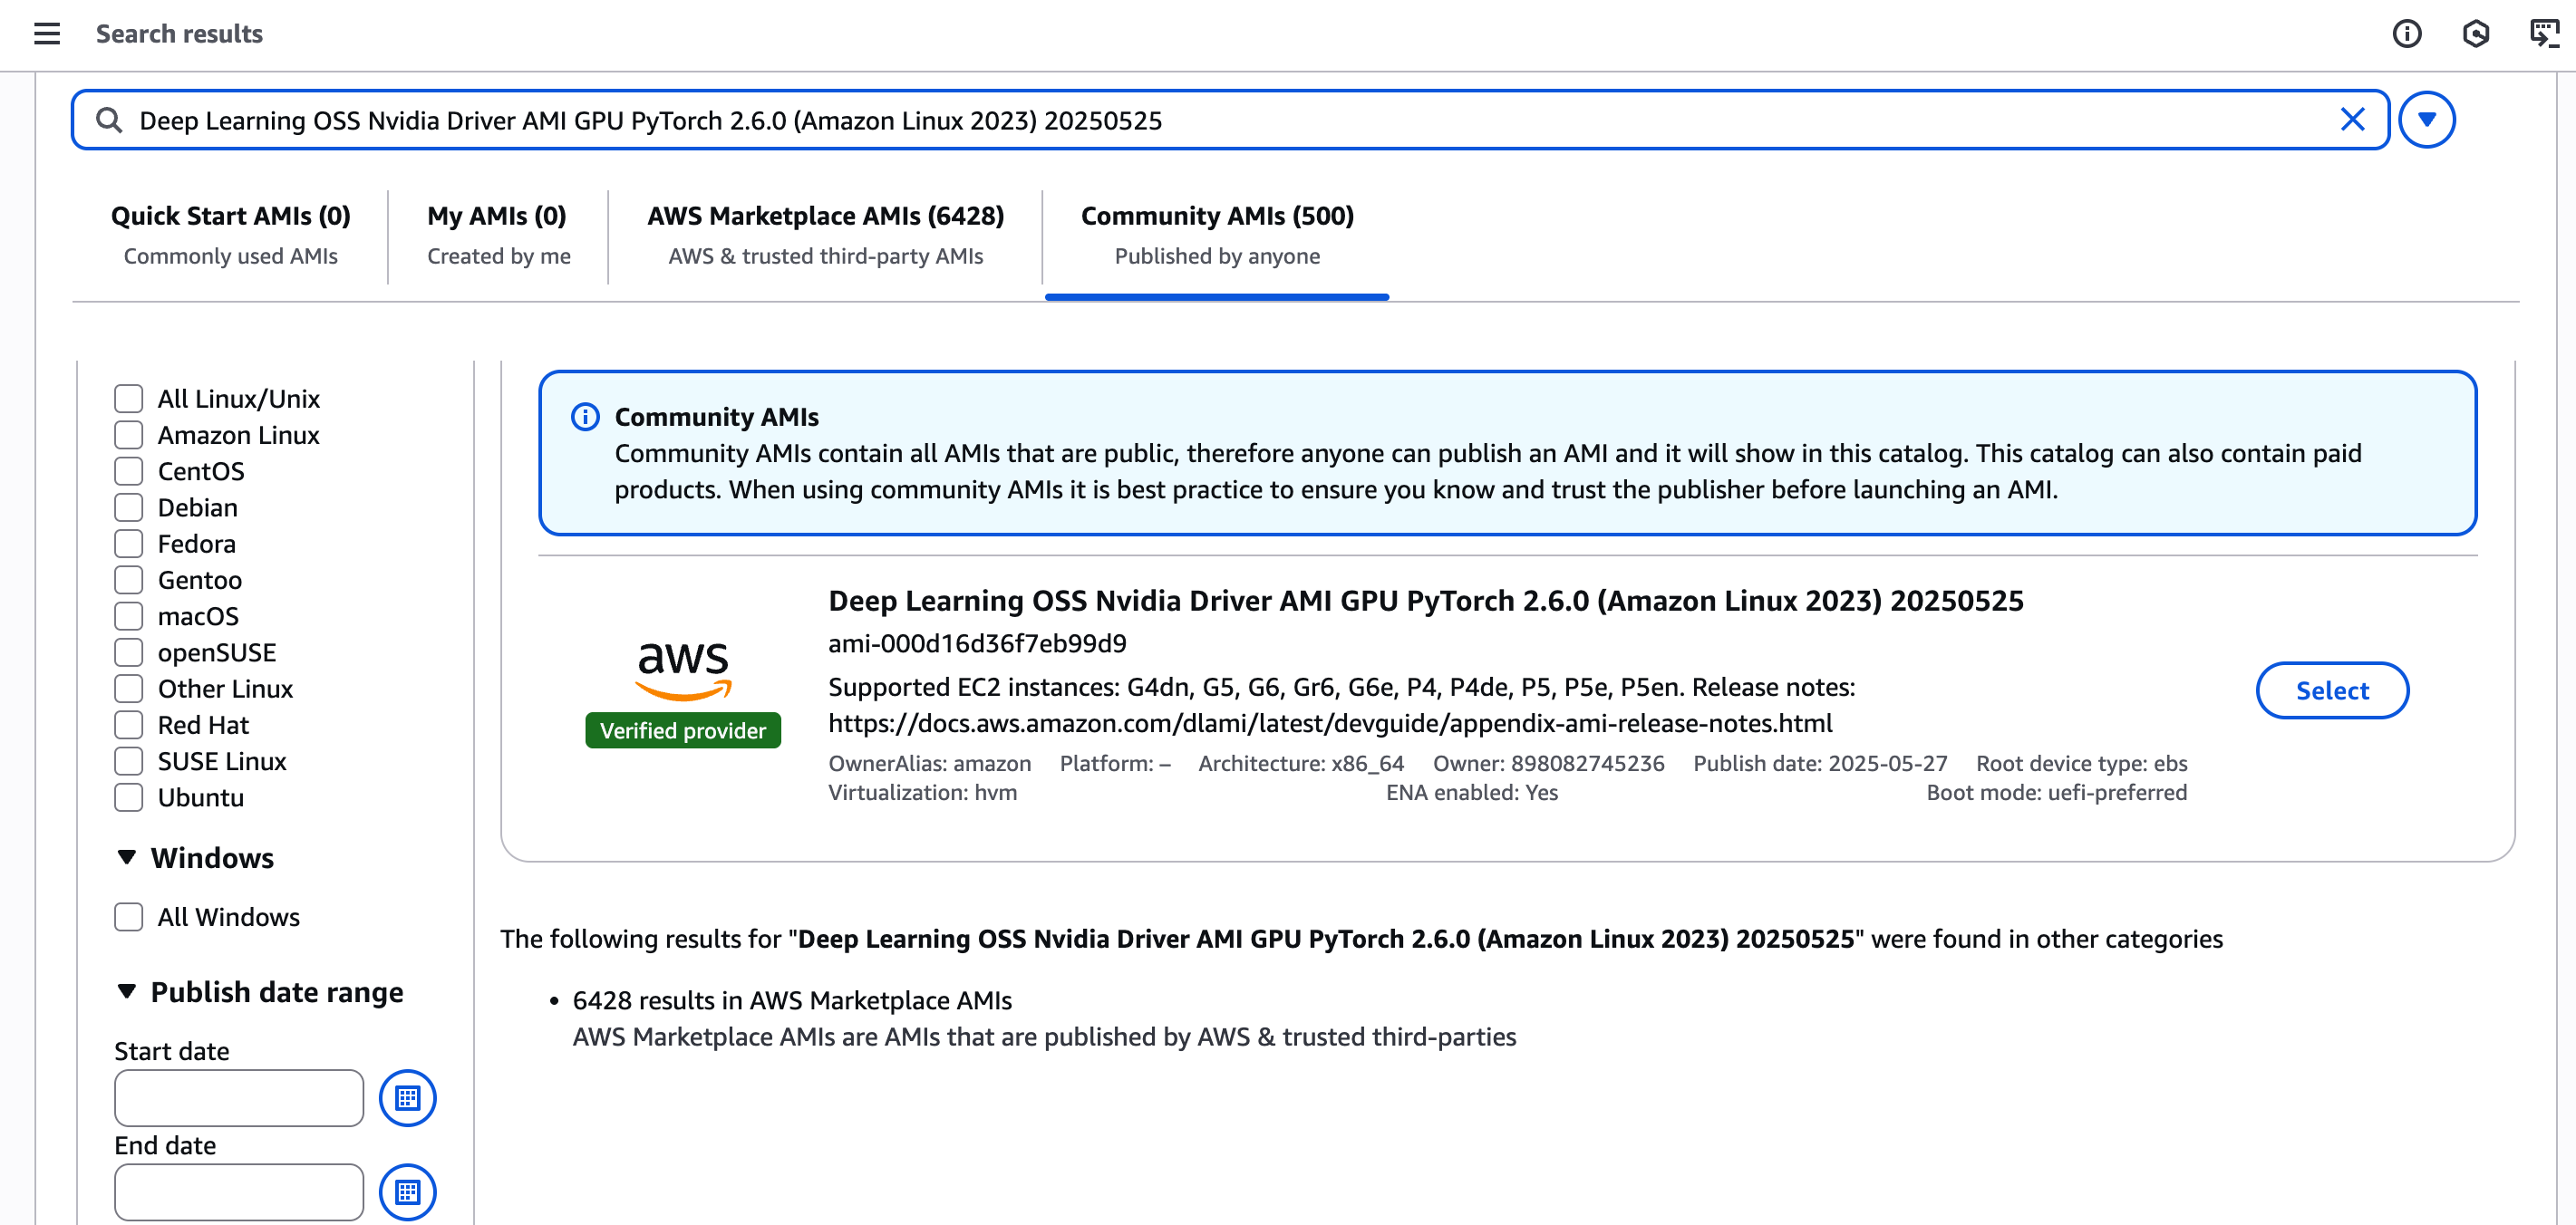 Search results
Deep Learning OSS Nvidia Driver AMI GPU PyTorch 2.6.0 (Amazon Linux 2023) 20250525
Quick Start AMIs (0)
Commonly used AMIs
My AMIs (0)
Created by me
AWS Marketplace AMIs (6428)
AWS & trusted third-party AMIs
Community AMIs (500)
Published by anyone
All Linux/Unix
Amazon Linux
CentOS
Debian
Fedora
Gentoo
macOS
openSUSE
Other Linux
Red Hat
SUSE Linux
Ubuntu
Windows
All Windows
Publish date range
Start date
End date
Community AMIs
Community AMIs contain all AMIs that are public, therefore anyone can publish an AMI and it will show in this catalog. This catalog can also contain paid
products. When using community AMIs it is best practice to ensure you know and trust the publisher before launching an AMI.
aws
Verified provider
Deep Learning OSS Nvidia Driver AMI GPU PyTorch 2.6.0 (Amazon Linux 2023) 20250525
ami-000d16d36f7eb99d9
Supported EC2 instances: G4dn, G5, G6, Gr6, G6e, P4, P4de, P5, P5e, P5en. Release notes:
https://docs.aws.amazon.com/dlami/latest/devguide/appendix-ami-release-notes.html
OwnerAlias: amazon Platform: – Architecture: x86_64 Owner: 898082745236 Publish date: 2025-05-27 Root device type: ebs
Virtualization: hvm ENA enabled: Yes Boot mode: uefi-preferred
Select
The following results for "Deep Learning OSS Nvidia Driver AMI GPU PyTorch 2.6.0 (Amazon Linux 2023) 20250525" were found in other categories
• 6428 results in AWS Marketplace AMIs
AWS Marketplace AMIs are AMIs that are published by AWS & trusted third-parties